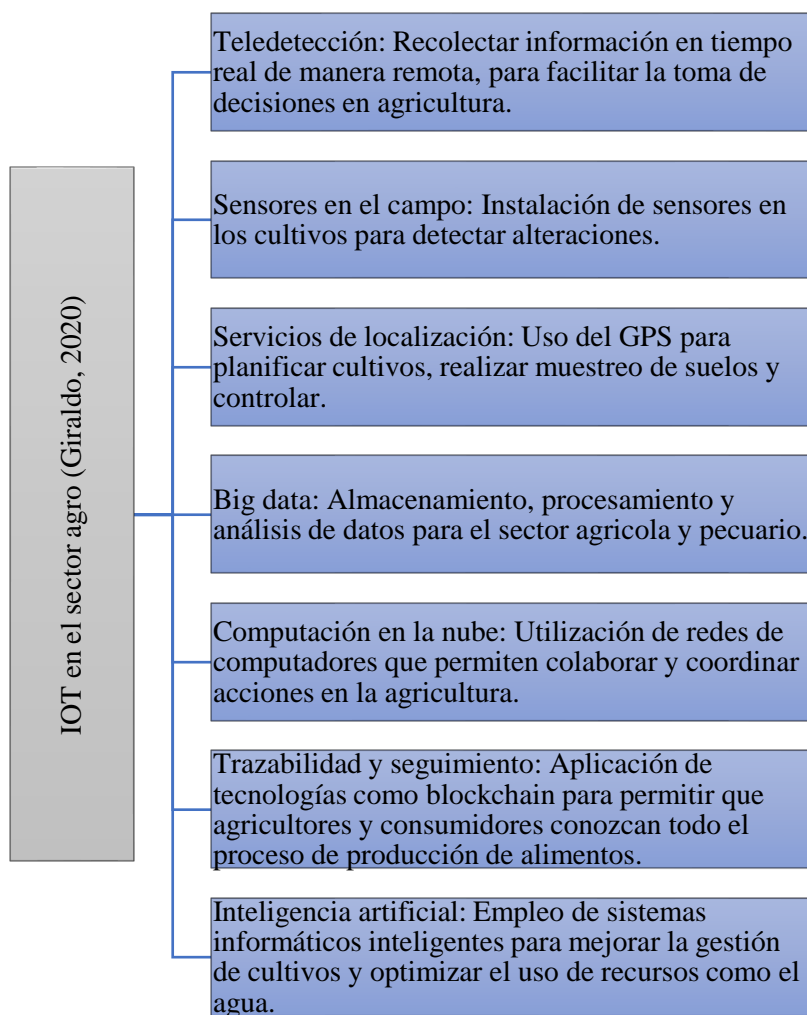 IOT en el sector agro (Giraldo, 2020)
Teledetección: Recolectar información en tiempo
real de manera remota, para facilitar la toma de
decisiones en agricultura.
Sensores en el campo: Instalación de sensores en
los cultivos para detectar alteraciones.
Servicios de localización: Uso del GPS para
planificar cultivos, realizar muestreo de suelos y
controlar.
Big data: Almacenamiento, procesamiento y
análisis de datos para el sector agricola y pecuario.
Computación en la nube: Utilización de redes de
computadores que permiten colaborar y coordinar
acciones en la agricultura.
Trazabilidad y seguimiento: Aplicación de
tecnologías como blockchain para permitir que
agricultores y consumidores conozcan todo el
proceso de producción de alimentos.
Inteligencia artificial: Empleo de sistemas
informáticos inteligentes para mejorar la gestión
de cultivos y optimizar el uso de recursos como el
agua.